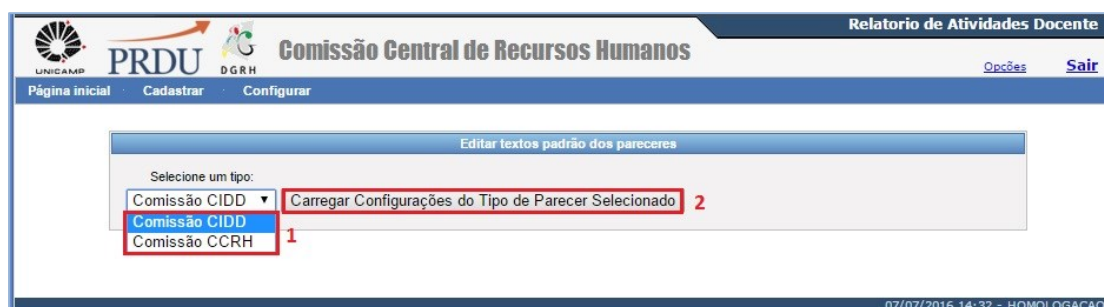 Relatorio de Atividades Docente
UNICAMP
PRDU
DGRH
Comissão Central de Recursos Humanos
Opções Sair
Página inicial Cadastrar Configurar
Editar textos padrão dos pareceres
Selecione um tipo:
Comissão CIDD Carregar Configurações do Tipo de Parecer Selecionado 2
Comissão CIDD
Comissão CCRH 1
07/07/2016 14:32 - HOMOLOGACAO